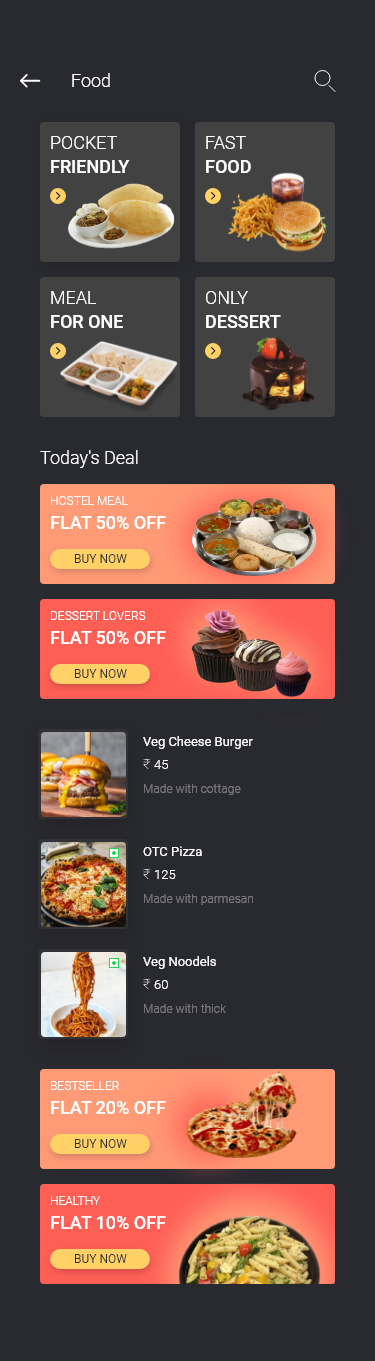 Food
POCKET
FRIENDLY
FAST
FOOD
MEAL
FOR ONE
ONLY
DESSERT
Today's Deal
HOSTEL MEAL
FLAT 50% OFF
BUY NOW
DESSERT LOVERS
FLAT 50% OFF
BUY NOW
Veg Cheese Burger
₹ 45
Made with cottage
OTC Pizza
₹ 125
Made with parmesan
Veg Noodels
₹ 60
Made with thick
BESTSELLER
FLAT 20% OFF
BUY NOW
HEALTHY
FLAT 10% OFF
BUY NOW